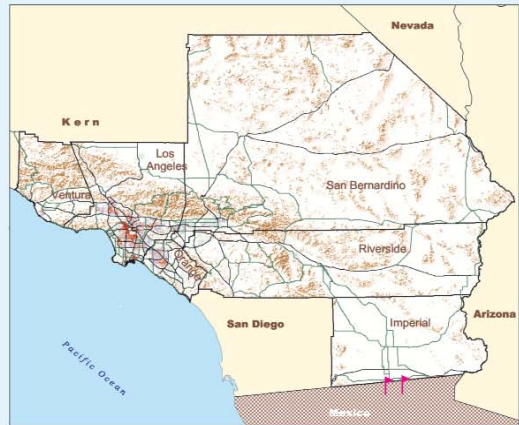 Nevada
Kern
Los
Angeles
Ventura
San Bernardino
Orange
Riverside
San Diego
Imperial
Arizona
Pacific Ocean
Mexico